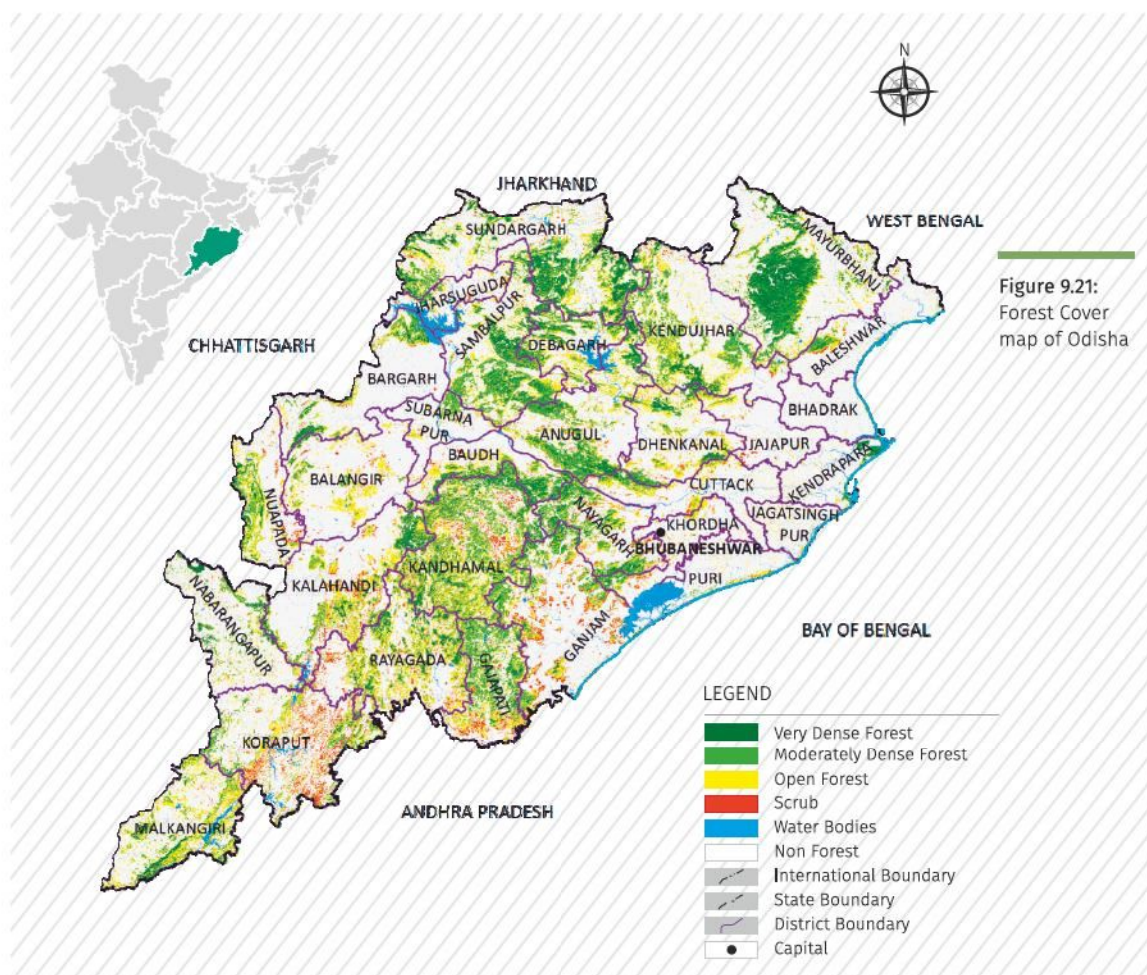 N
JHARKHAND
WEST BENGAL
SUNDARGARH
MAYURBHANJ
Figure 9.21:
Forest Cover
map of Odisha
JHARSUGUDA
SAMBALPUR
KENDUJHAR
CHHATTISGARH
DEBAGARH
BALESHWAR
BARGARH
BHADRAK
SUBARNA
PUR
ANUGUL
DHENKANAL
JAJAPUR
BAUDH
BALANGIR
CUTTACK
KENDRAPARA
NUAPADA
NAYAGARH
KHORDHA
JAGATSINGH
PUR
BHUBANESHWAR
KANDHAMAL
PURI
KALAHANDI
NABARANGAPUR
GANJAM
BAY OF BENGAL
RAYAGADA
GAJAPATI
KORAPUT
ANDHRA PRADESH
MALKANGIRI
LEGEND
Very Dense Forest
Moderately Dense Forest
Open Forest
Scrub
Water Bodies
Non Forest
International Boundary
State Boundary
District Boundary
Capital